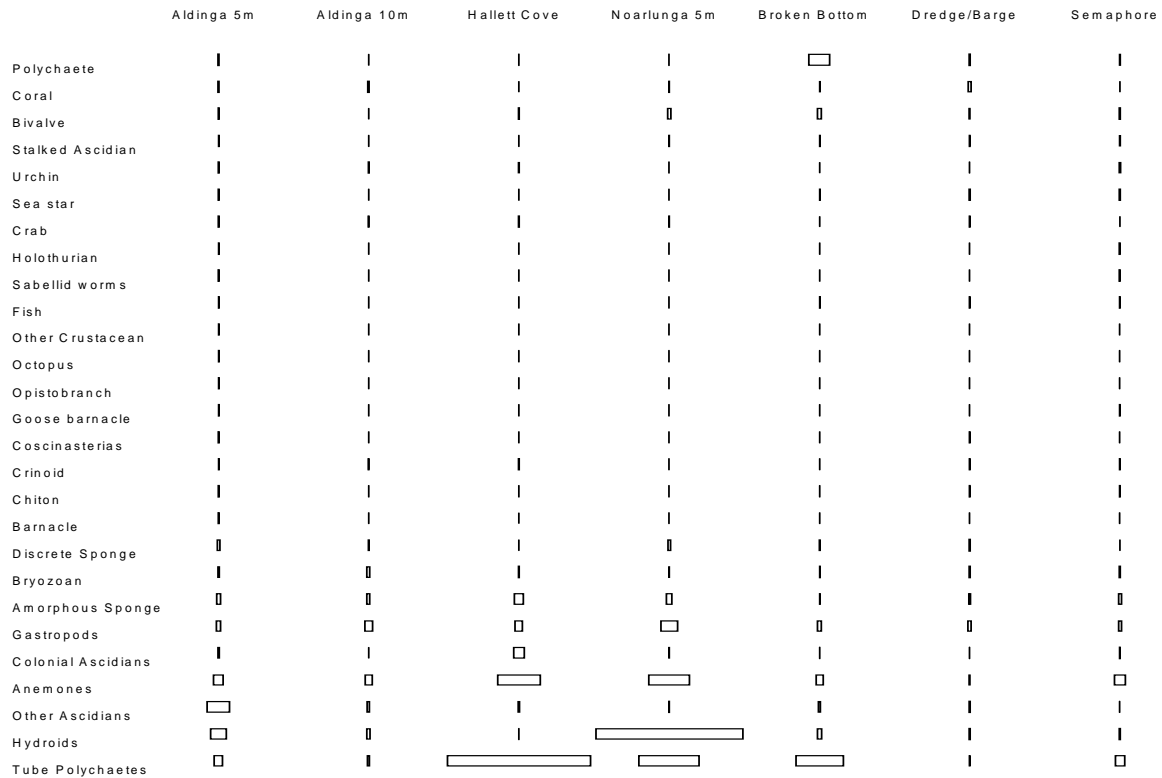 Aldinga 5m Aldinga 10m Hallett Cove Noarlunga 5m Broken Bottom Dredge/Barge Semaphore
Polychaete
Coral
Bivalve
Stalked Ascidian
Urchin
Sea star
Crab
Holothurian
Sabellid worms
Fish
Other Crustacean
Octopus
Opistobranch
Goose barnacle
Coscinasterias
Crinoid
Chiton
Barnacle
Discrete Sponge
Bryozoan
Amorphous Sponge
Gastropods
Colonial Ascidians
Anemones
Other Ascidians
Hydroids
Tube Polychaetes